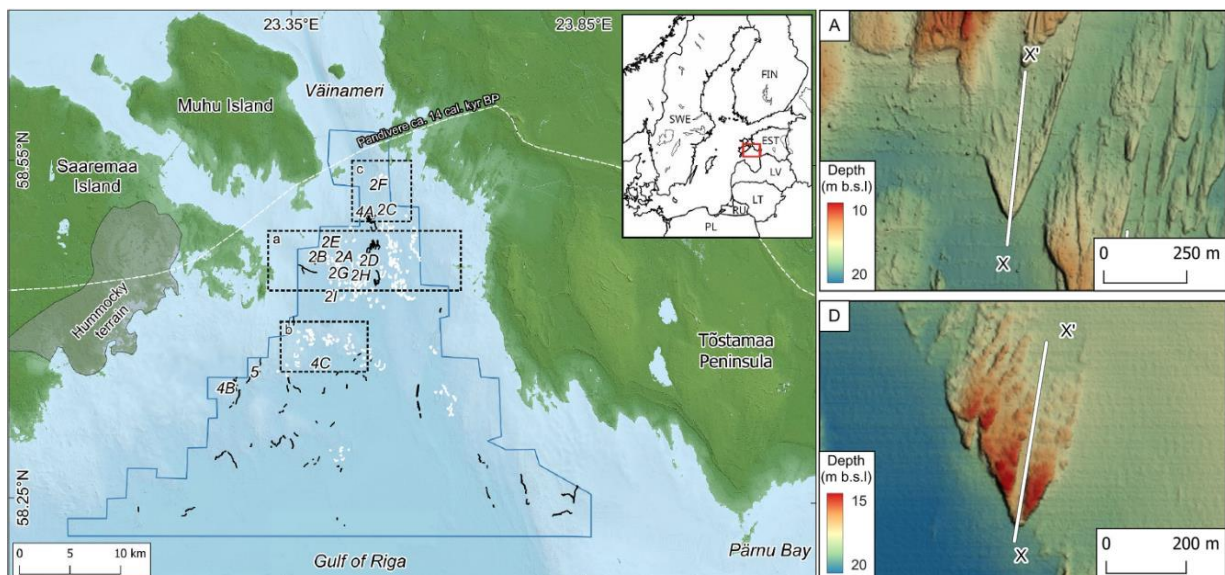 23.35°E
23.85°E
58.55°N
58.25°N
Väinameri
Muhu Island
Pandivere ca. 14 cal. kyr BP
Saaremaa
Island
Hummocky
terrain
Tõstamaa
Peninsula
c
2F
4A 2C
a
2E
2B 2A 2D
2G 2H
2I
b
4C
5
4B
0 5 10 km
Gulf of Riga
Pärnu Bay
FIN
SWE
EST
LV
LT
RU
PL
A
X'
X
Depth
(m b.s.l)
10
20
0 250 m
D
X'
X
Depth
(m b.s.l)
15
20
0 200 m